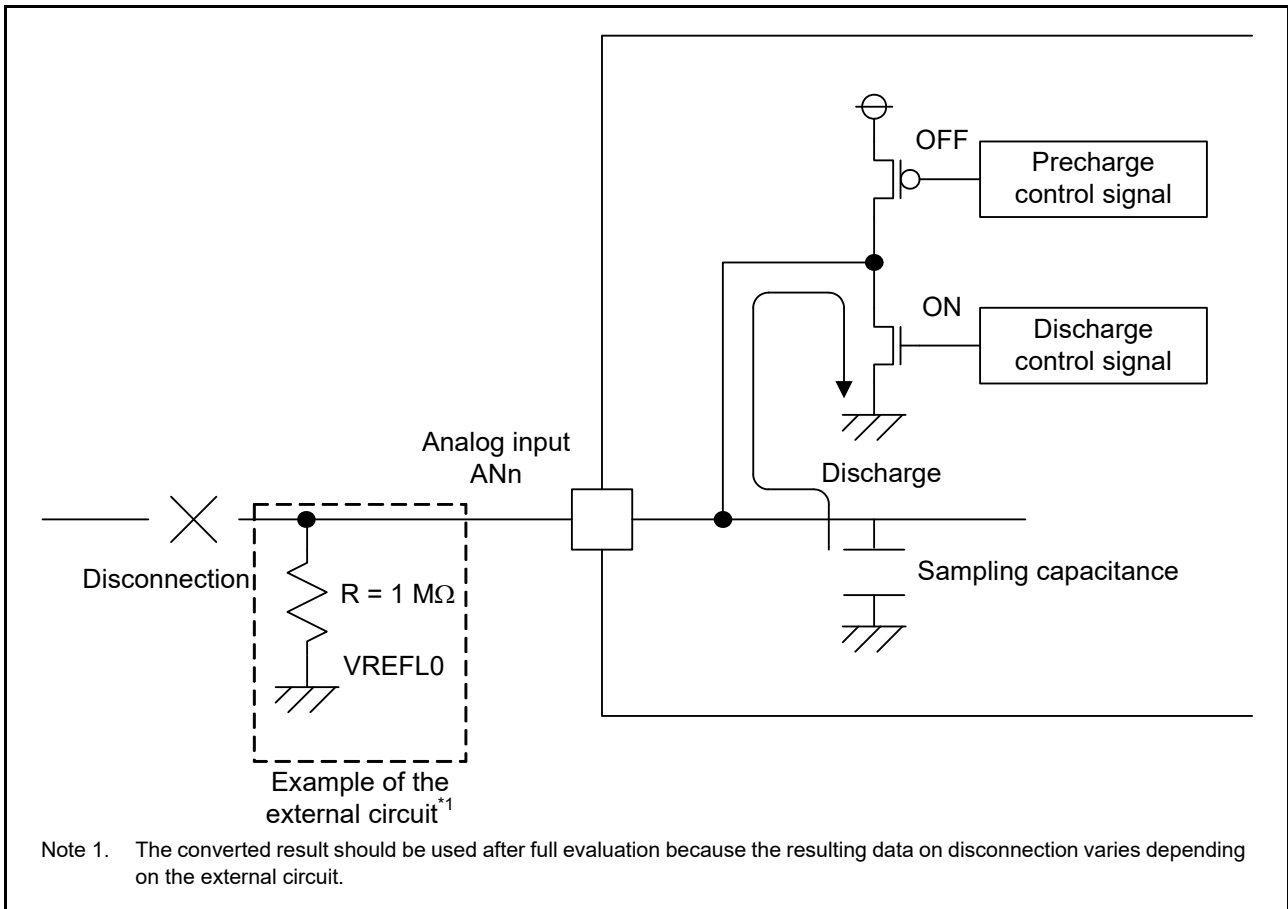 OFF
Precharge
control signal
ON
Discharge
control signal
Analog input
ANn
Discharge
Disconnection
R = 1 MΩ
Sampling capacitance
VREFL0
Example of the
external circuit*1
Note 1. The converted result should be used after full evaluation because the resulting data on disconnection varies depending
on the external circuit.